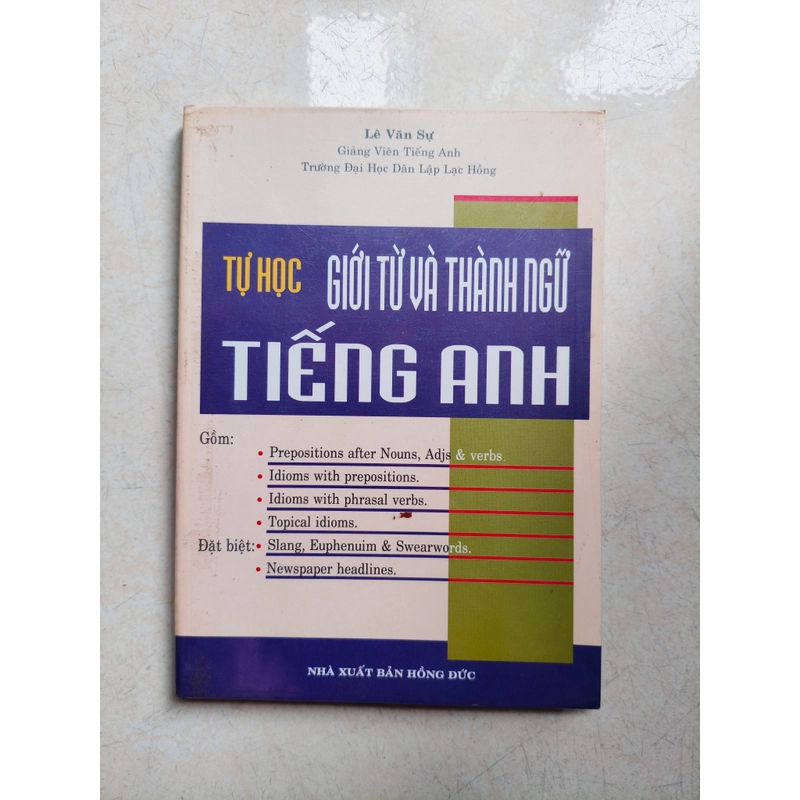 Lê Văn Sự
Giảng Viên Tiếng Anh
Trường Đại Học Dân Lập Lạc Hồng
TỰ HỌC GIỚI TỪ VÀ THÀNH NGỮ
TIẾNG ANH
Gồm:
• Prepositions after Nouns, Adjs & verbs.
• Idioms with prepositions.
• Idioms with phrasal verbs.
• Topical idioms.
Đặt biệt: • Slang, Euphenuim & Swearwords.
• Newspaper headlines.
NHÀ XUẤT BẢN HỒNG ĐỨC